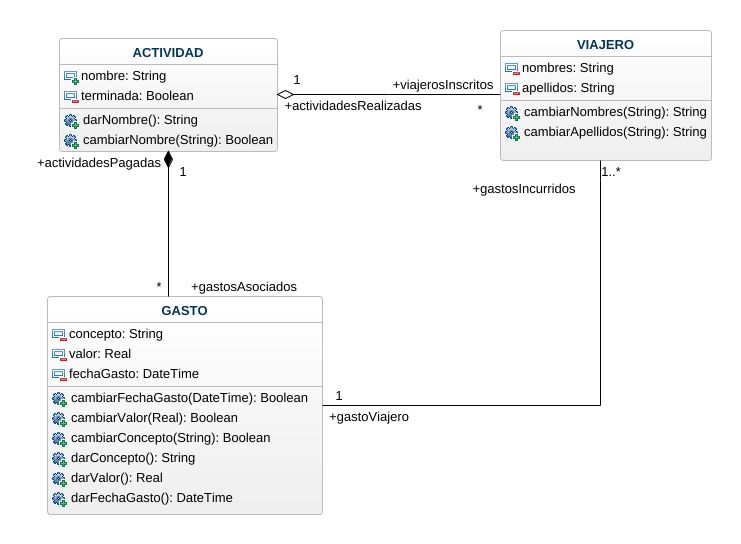 ACTIVIDAD
nombre: String
terminada: Boolean
darNombre(): String
cambiarNombre(String): Boolean
1
+viajerosInscritos
+actividadesRealizadas
*
VIAJERO
nombres: String
apellidos: String
cambiarNombres(String): String
cambiarApellidos(String): String
+actividadesPagadas
1
1..*
+gastosIncurridos
*
+gastosAsociados
GASTO
concepto: String
valor: Real
fechaGasto: DateTime
cambiarFechaGasto(DateTime): Boolean
cambiarValor(Real): Boolean
cambiarConcepto(String): Boolean
darConcepto(): String
darValor(): Real
darFechaGasto(): DateTime
1
+gastoViajero